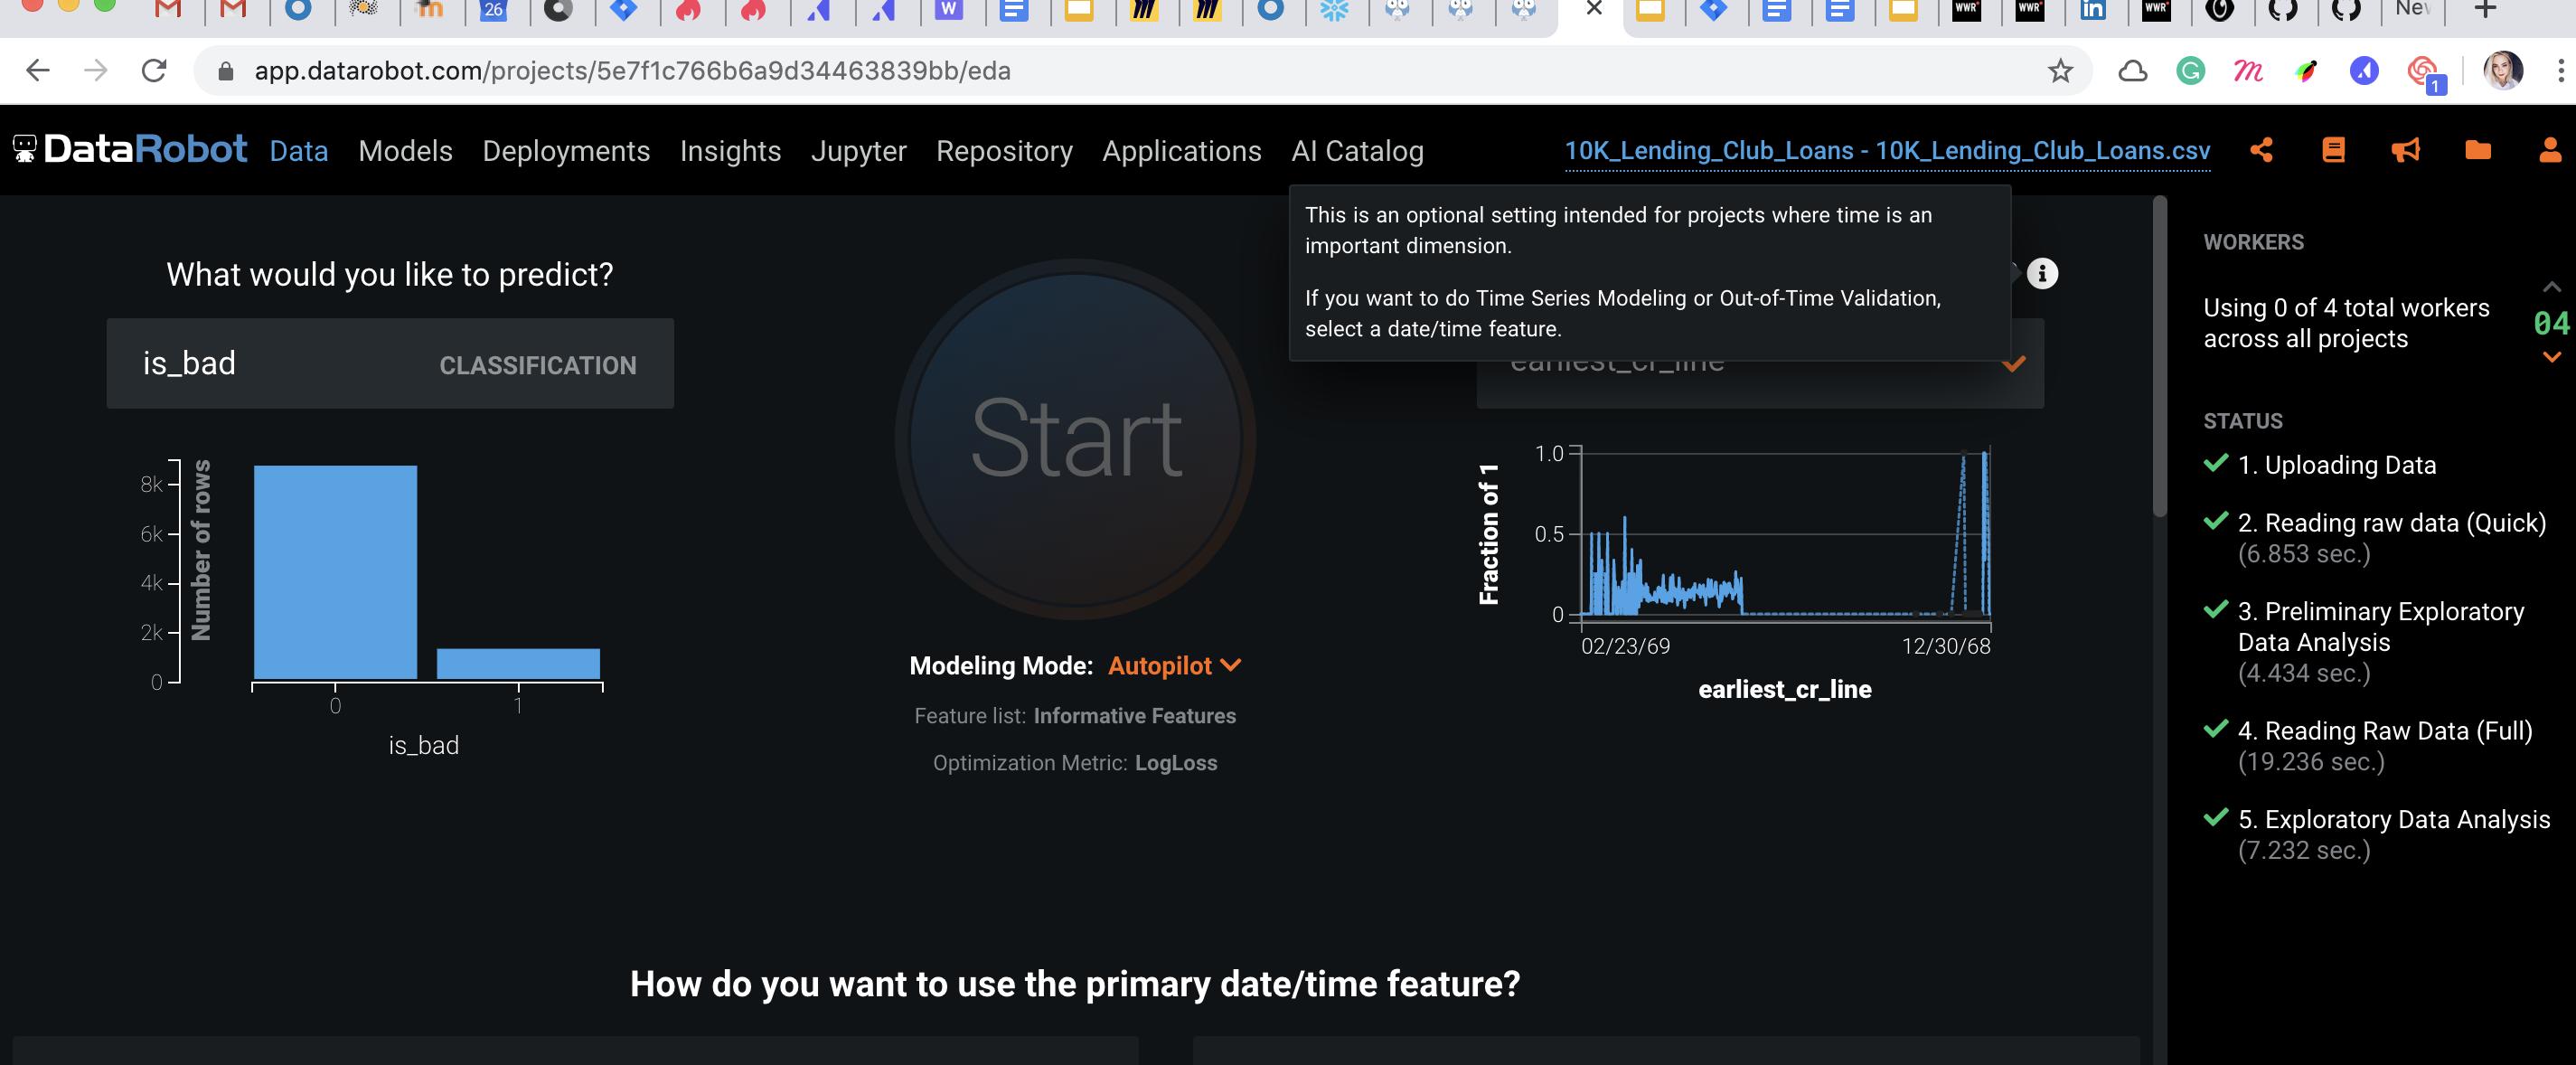 26
W
WWR
WWR
in
WWR
New
app.datarobot.com/projects/5e7f1c766b6a9d34463839bb/eda
1
DataRobot Data Models Deployments Insights Jupyter Repository Applications AI Catalog 10K_Lending_Club_Loans - 10K_Lending_Club_Loans.csv
This is an optional setting intended for projects where time is an
important dimension.
If you want to do Time Series Modeling or Out-of-Time Validation,
select a date/time feature.
What would you like to predict?
is_bad CLASSIFICATION
8k
6k
4k
2k
0
Number of rows
0 1
is_bad
Start
Modeling Mode: Autopilot
Feature list: Informative Features
Optimization Metric: LogLoss
earliest_cr_line
Fraction of 1
1.0
0.5
0
02/23/69 12/30/68
earliest_cr_line
How do you want to use the primary date/time feature?
WORKERS
Using 0 of 4 total workers
across all projects
04
STATUS
1. Uploading Data
2. Reading raw data (Quick)
(6.853 sec.)
3. Preliminary Exploratory
Data Analysis
(4.434 sec.)
4. Reading Raw Data (Full)
(19.236 sec.)
5. Exploratory Data Analysis
(7.232 sec.)